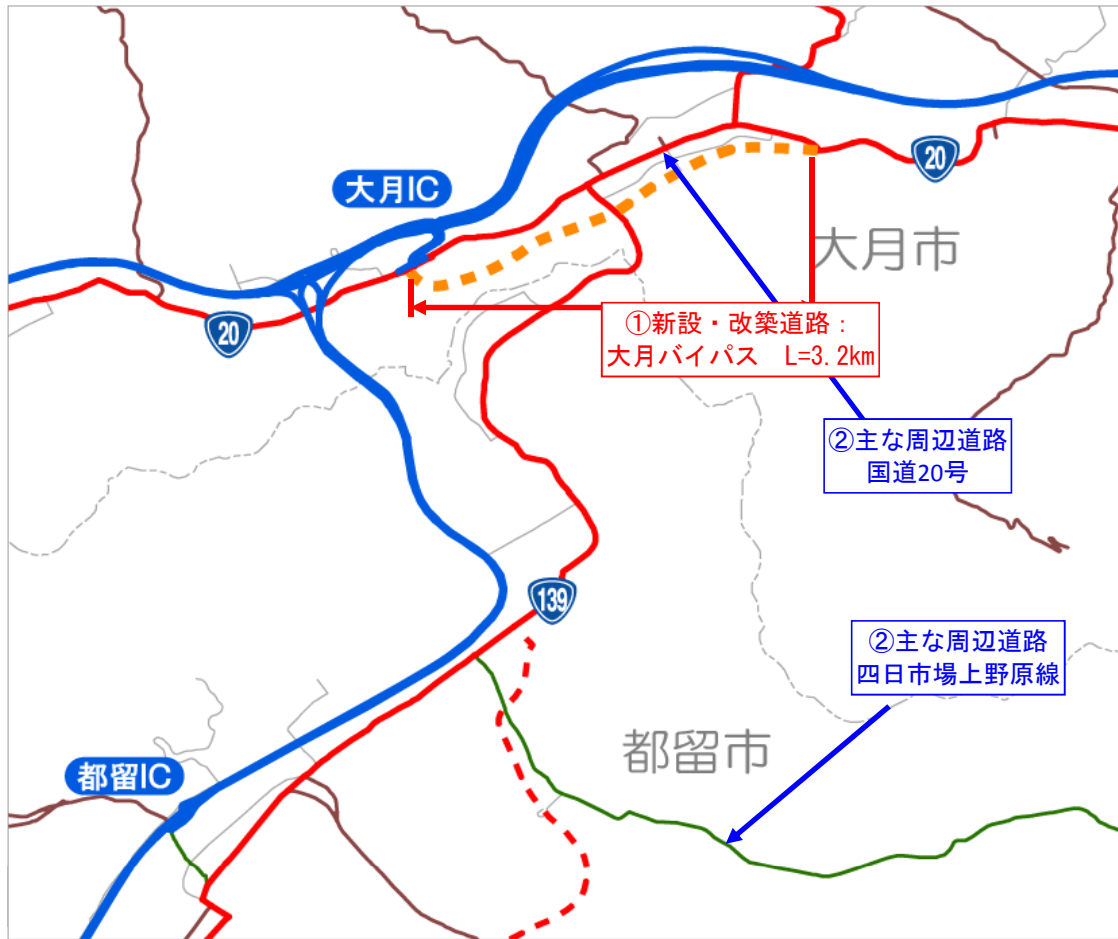 20
大月IC
大月市
20
①新設・改築道路：
大月バイパス　L=3.2km
②主な周辺道路
国道20号
139
②主な周辺道路
四日市場上野原線
都留市
都留IC